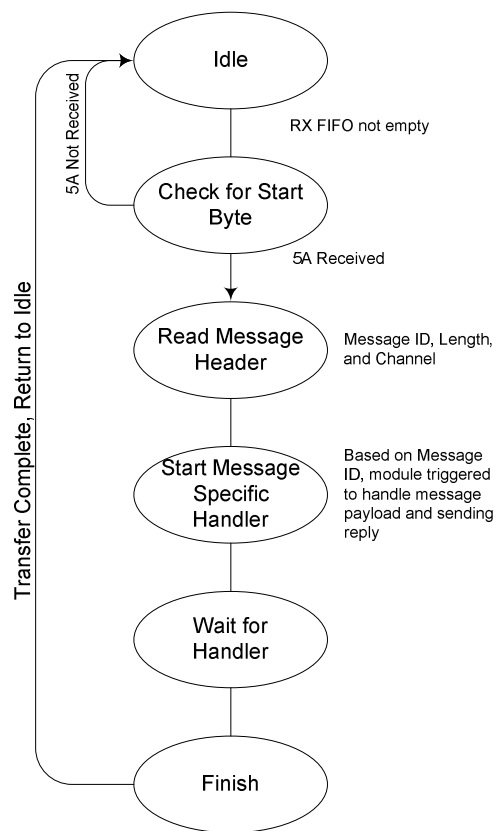 Idle
RX FIFO not empty
5A Not Received
Check for Start
Byte
5A Received
Read Message
Header
Message ID, Length,
and Channel
Start Message
Specific
Handler
Based on Message
ID, module triggered
to handle message
payload and sending
reply
Transfer Complete, Return to Idle
Wait for
Handler
Finish